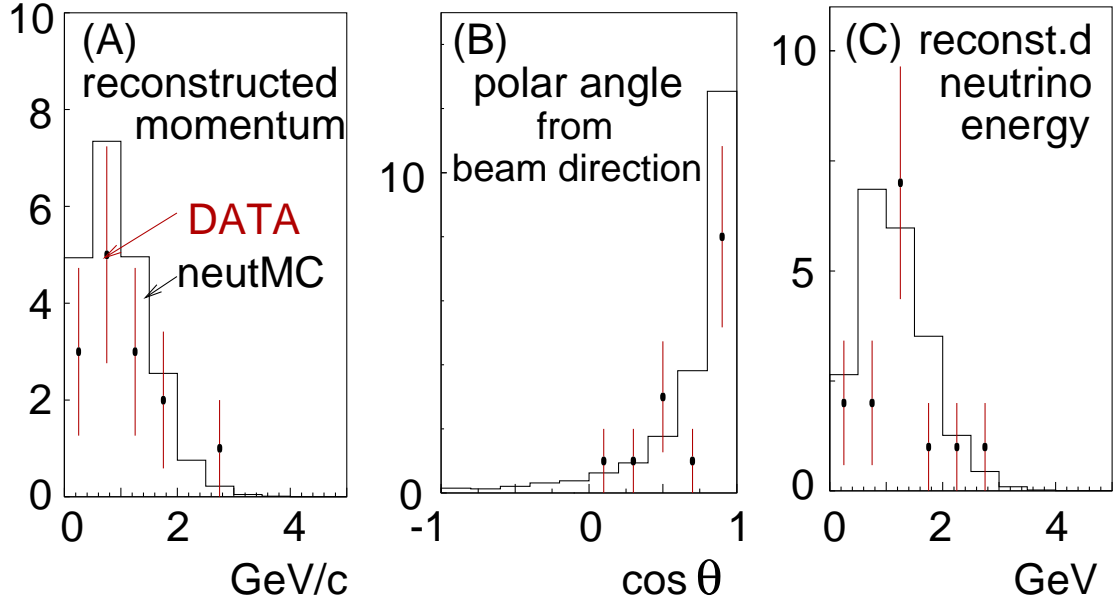 (A)
reconstructed
momentum
DATA
neutMC
10
8
6
4
2
0
0 2 4
GeV/c
(B)
polar angle
from
beam direction
10
0
-1 0 1
cos θ
(C) reconst.d
neutrino
energy
10
5
0
0 2 4
GeV